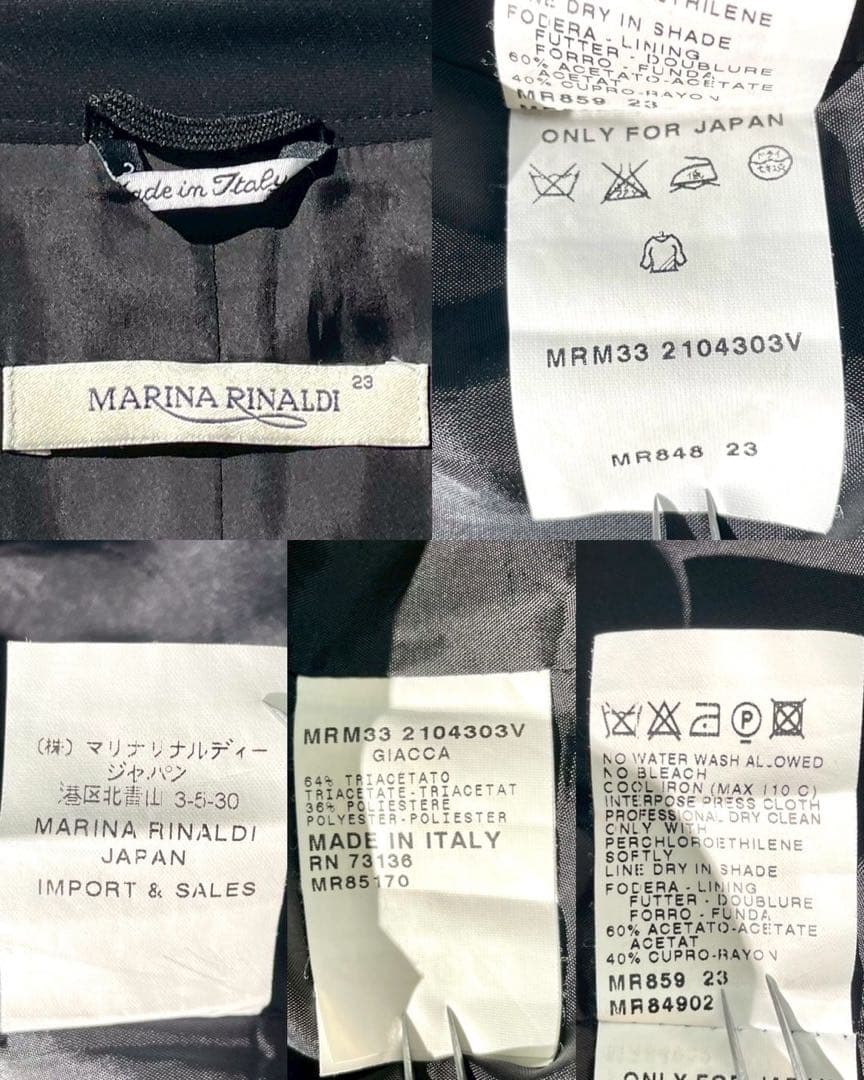 Made in Italy
MARINA RINALDI 23
LINE DRY IN SHADE
FODERA - LINING
FUTTER - DOUBLURE
FORRO - FUNDA
60% ACETATO-ACETATE
ACETAT
40% CUPRO-RAYON
MR859 23
ONLY FOR JAPAN
MRM33 2104303V
MR848 23
(株) マリナリナルディー
ジャパン
港区北青山 3-5-30
MARINA RINALDI
JAPAN
IMPORT & SALES
MRM33 2104303V
GIACCA
64% TRIACETATO
TRIACETATE-TRIACETAT
36% POLIESTERE
POLYESTER-POLIESTER
MADE IN ITALY
RN 73136
MR85170
P
NO WATER WASH ALLOWED
NO BLEACH
COOL IRON (MAX 110 C)
INTERPOSE PRESS CLOTH
PROFESSIONAL DRY CLEAN
ONLY WITH
PERCHLOROETHILENE
SOFTLY
LINE DRY IN SHADE
FODERA - LINING
FUTTER - DOUBLURE
FORRO - FUNDA
60% ACETATO-ACETATE
ACETAT
40% CUPRO-RAYON
MR859 23
MR84902
ONLY FOR JAPAN